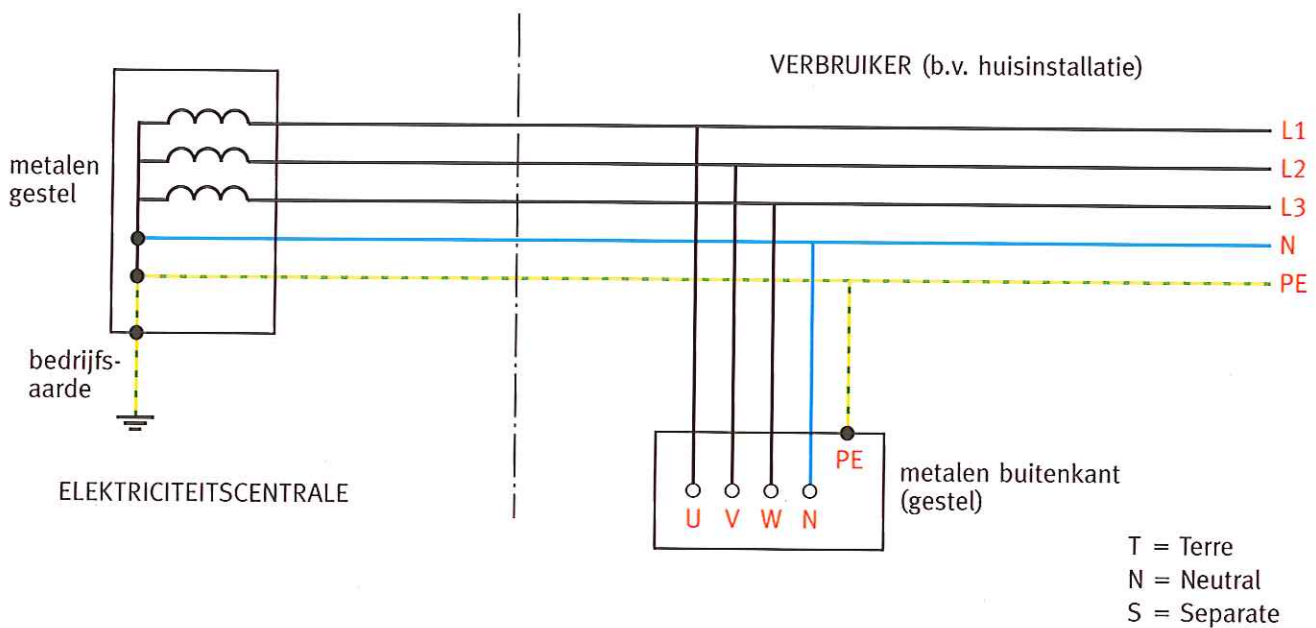 VERBRUIKER (b.v. huisinstallatie)
metalen
gestel
L1
L2
L3
N
PE
bedrijfs-
aarde
ELEKTRICITEITSCENTRALE
PE
U V W N
metalen buitenkant
(gestel)
T = Terre
N = Neutral
S = Separate